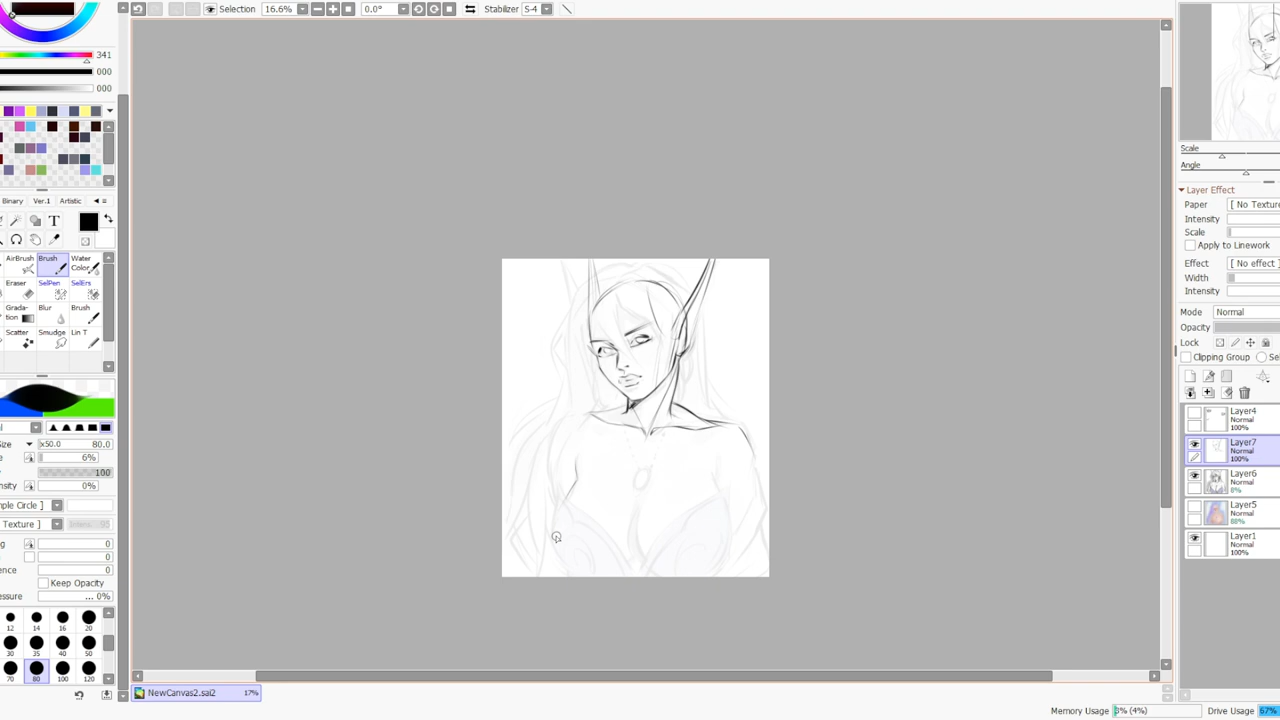 Selection 16.6% 0.0° Stabilizer S-4
341
000
000
Binary Ver.1 Artistic
T
AirBrush Brush Water Color
Eraser SelPen SelErs
Grada-tion Blur Brush
Scatter Smudge Lin T
Size x50.0 80.0
6%
100
0%
0
0
0
Keep Opacity
... 0%
12 14 16 20
30 35 40 50
70 80 100 120
NewCanvas2.sai2 17%
Memory Usage 3% (4%) Drive Usage 67%
Scale
Angle
Layer Effect
Paper [ No Texture
Intensity
Scale
Apply to Linework
Effect [ No effect ]
Width
Intensity
Mode Normal
Opacity
Lock
Clipping Group
Layer4
Normal
100%
Layer7
Normal
100%
Layer6
Normal
8%
Layer5
Normal
88%
Layer1
Normal
100%